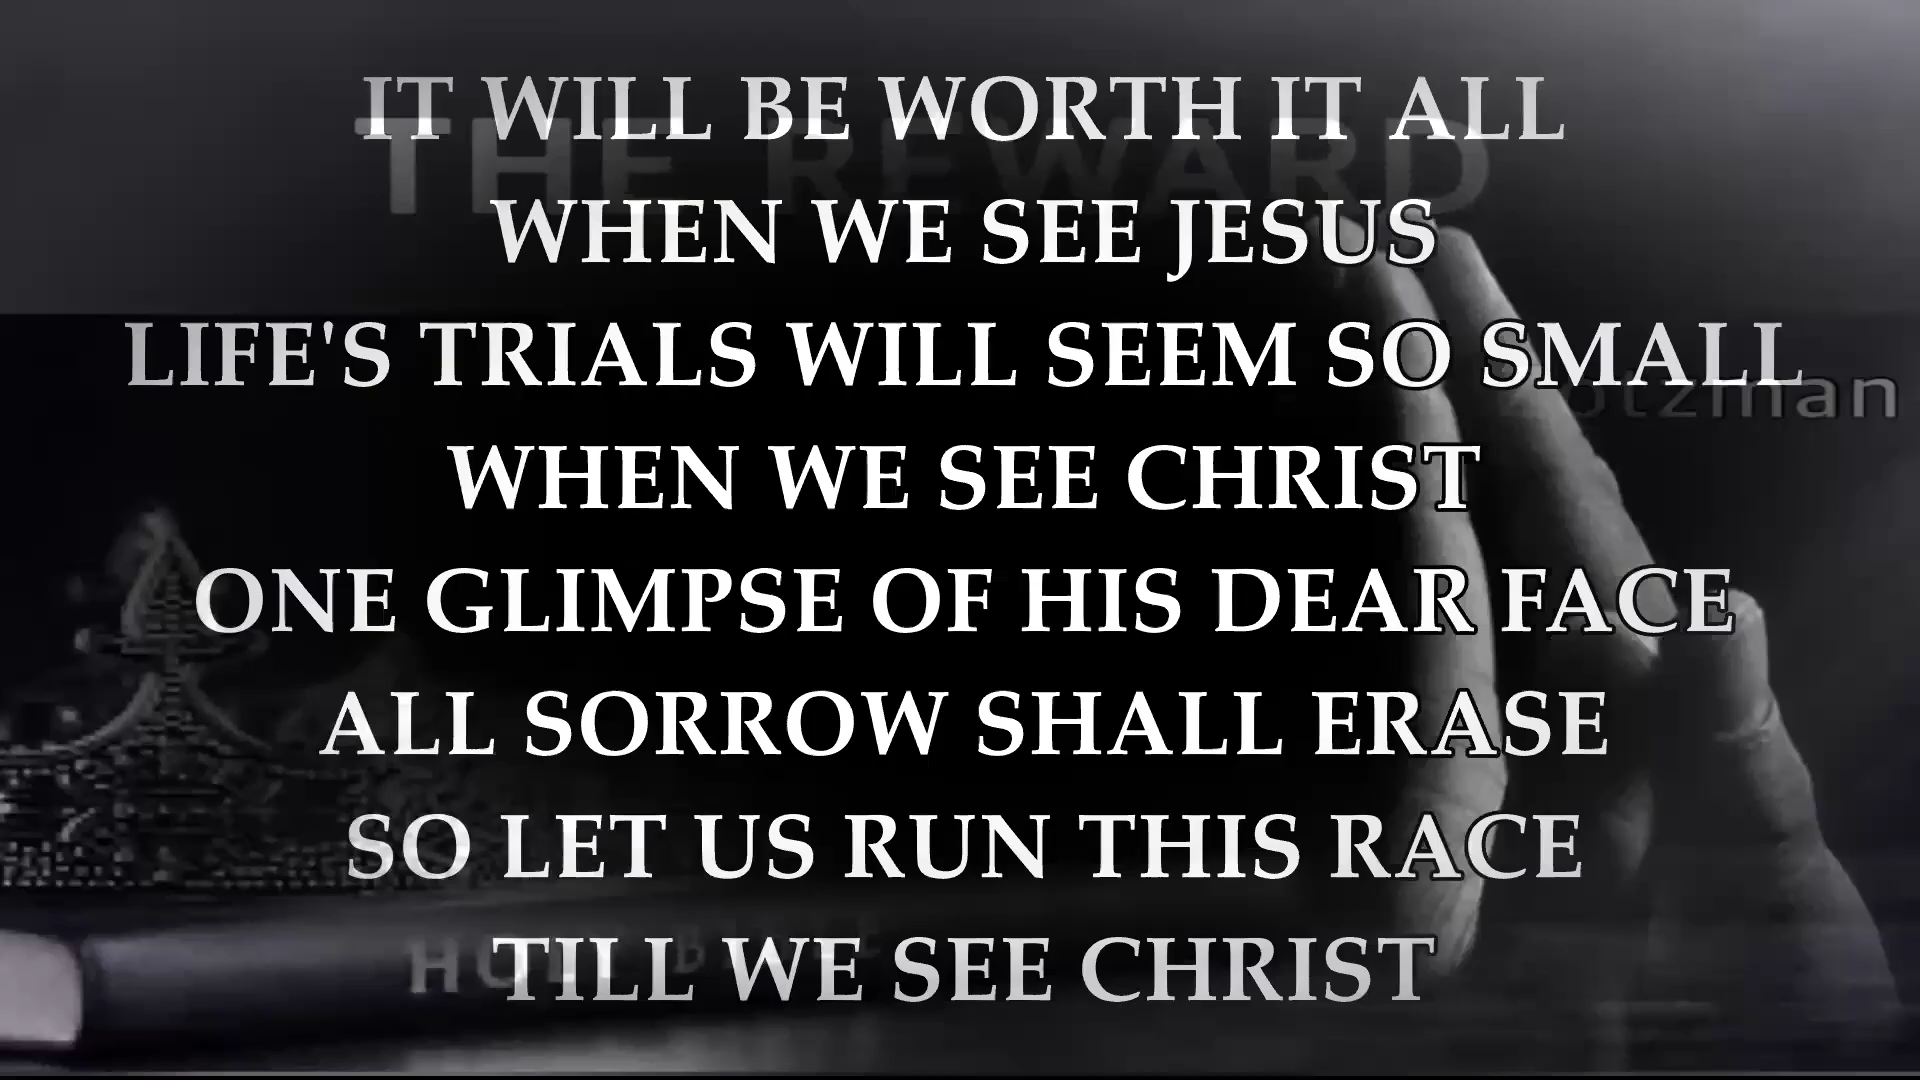 IT WILL BE WORTH IT ALL
THE REWARD
WHEN WE SEE JESUS
LIFE'S TRIALS WILL SEEM SO SMALL
WHEN WE SEE CHRIST
ONE GLIMPSE OF HIS DEAR FACE
ALL SORROW SHALL ERASE
SO LET US RUN THIS RACE
TILL WE SEE CHRIST